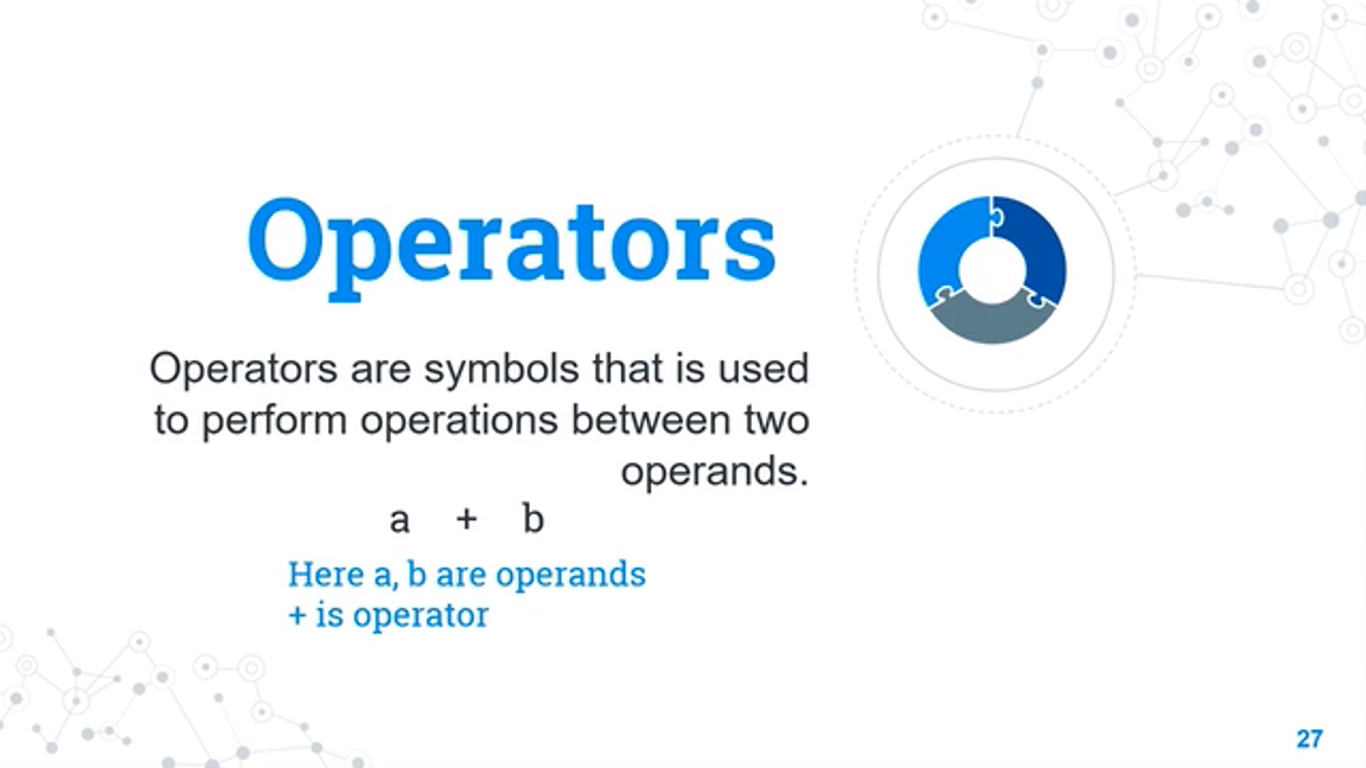 Operators
Operators are symbols that is used
to perform operations between two
operands.
a + b
Here a, b are operands
+ is operator
27